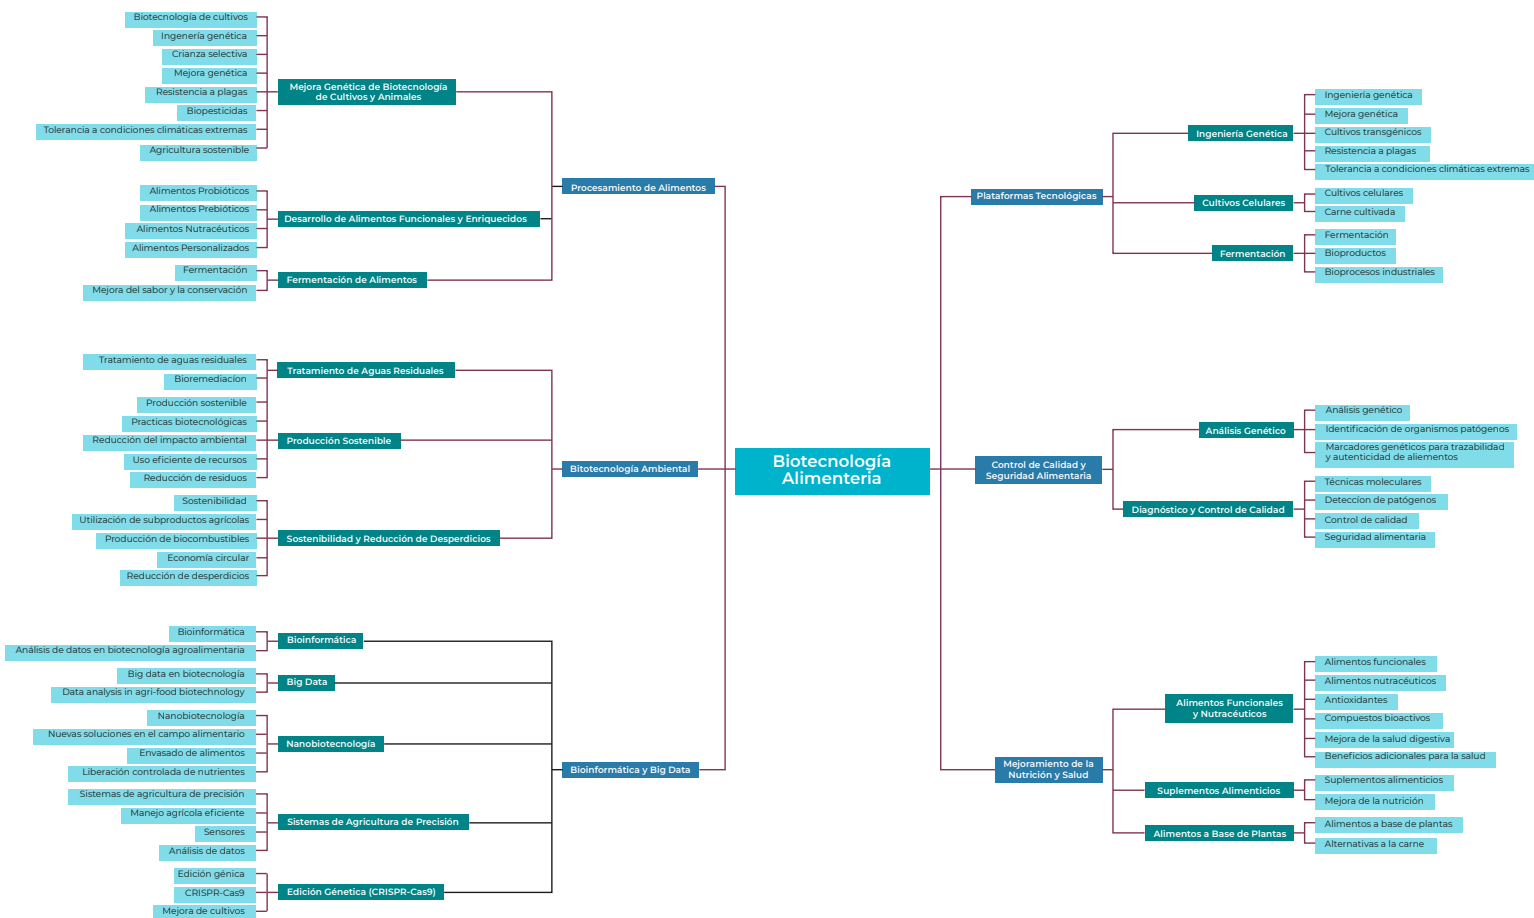 Biotecnología
Alimenteria
Procesamiento de Alimentos
Mejora Genética de Biotecnología
de Cultivos y Animales
Biotecnología de cultivos
Ingenería genética
Crianza selectiva
Mejora genética
Resistencia a plagas
Biopesticidas
Tolerancia a condiciones climáticas extremas
Agricultura sostenible
Desarrollo de Alimentos Funcionales y Enriquecidos
Alimentos Probióticos
Alimentos Prebióticos
Alimentos Nutracéuticos
Alimentos Personalizados
Fermentación de Alimentos
Fermentación
Mejora del sabor y la conservación
Bitotecnología Ambiental
Tratamiento de Aguas Residuales
Tratamiento de aguas residuales
Bioremediacíon
Producción Sostenible
Producción sostenible
Practicas biotecnológicas
Reducción del impacto ambiental
Uso eficiente de recursos
Reducción de residuos
Sostenibilidad y Reducción de Desperdicios
Sostenibilidad
Utilización de subproductos agrícolas
Producción de biocombustibles
Economía circular
Reducción de desperdicios
Bioinformática y Big Data
Bioinformática
Bioinformática
Análisis de datos en biotecnología agroalimentaria
Big Data
Big data en biotecnología
Data analysis in agri-food biotechnology
Nanobiotecnología
Nanobiotecnología
Nuevas soluciones en el campo alimentario
Envasado de alimentos
Liberación controlada de nutrientes
Sistemas de Agricultura de Precisión
Sistemas de agricultura de precisión
Manejo agrícola eficiente
Sensores
Análisis de datos
Edición Génetica (CRISPR-Cas9)
Edición génica
CRISPR-Cas9
Mejora de cultivos
Plataformas Tecnológicas
Ingeniería Genética
Ingeniería genética
Mejora genética
Cultivos transgénicos
Resistencia a plagas
Tolerancia a condiciones climáticas extremas
Cultivos Celulares
Cultivos celulares
Carne cultivada
Fermentación
Fermentación
Bioproductos
Bioprocesos industriales
Control de Calidad y
Seguridad Alimentaria
Análisis Genético
Análisis genético
Identificación de organismos patógenos
Marcadores genéticos para trazabilidad
y autenticidad de aliementos
Diagnóstico y Control de Calidad
Técnicas moleculares
Deteccíon de patógenos
Control de calidad
Seguridad alimentaria
Mejoramiento de la
Nutrición y Salud
Alimentos Funcionales
y Nutracéuticos
Alimentos funcionales
Alimentos nutracéuticos
Antioxidantes
Compuestos bioactivos
Mejora de la salud digestiva
Beneficios adicionales para la salud
Suplementos Alimenticios
Suplementos alimenticios
Mejora de la nutrición
Alimentos a Base de Plantas
Alimentos a base de plantas
Alternativas a la carne